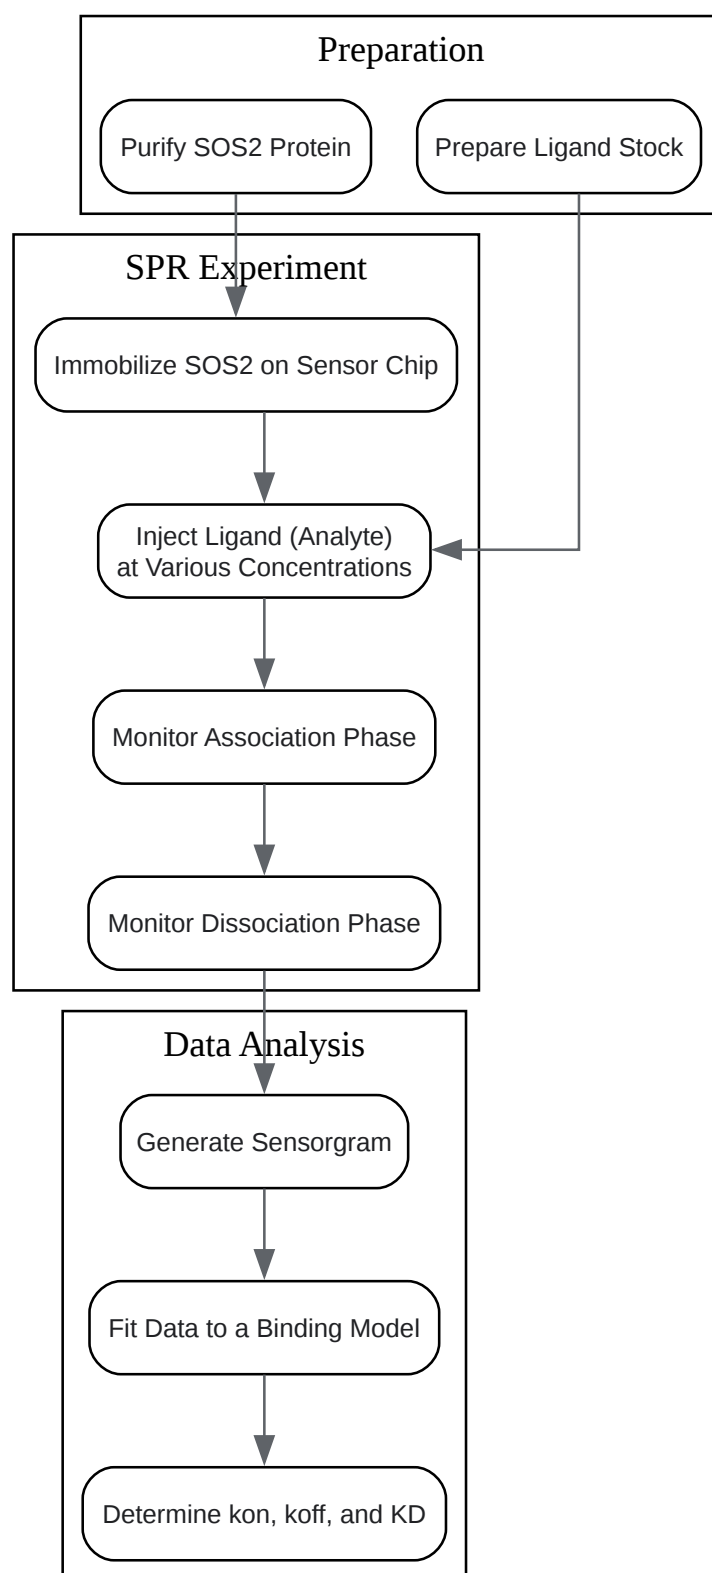 Preparation
Purify SOS2 Protein
Prepare Ligand Stock
SPR Experiment
Immobilize SOS2 on Sensor Chip
Inject Ligand (Analyte)
at Various Concentrations
Monitor Association Phase
Monitor Dissociation Phase
Data Analysis
Generate Sensorgram
Fit Data to a Binding Model
Determine kon, koff, and KD